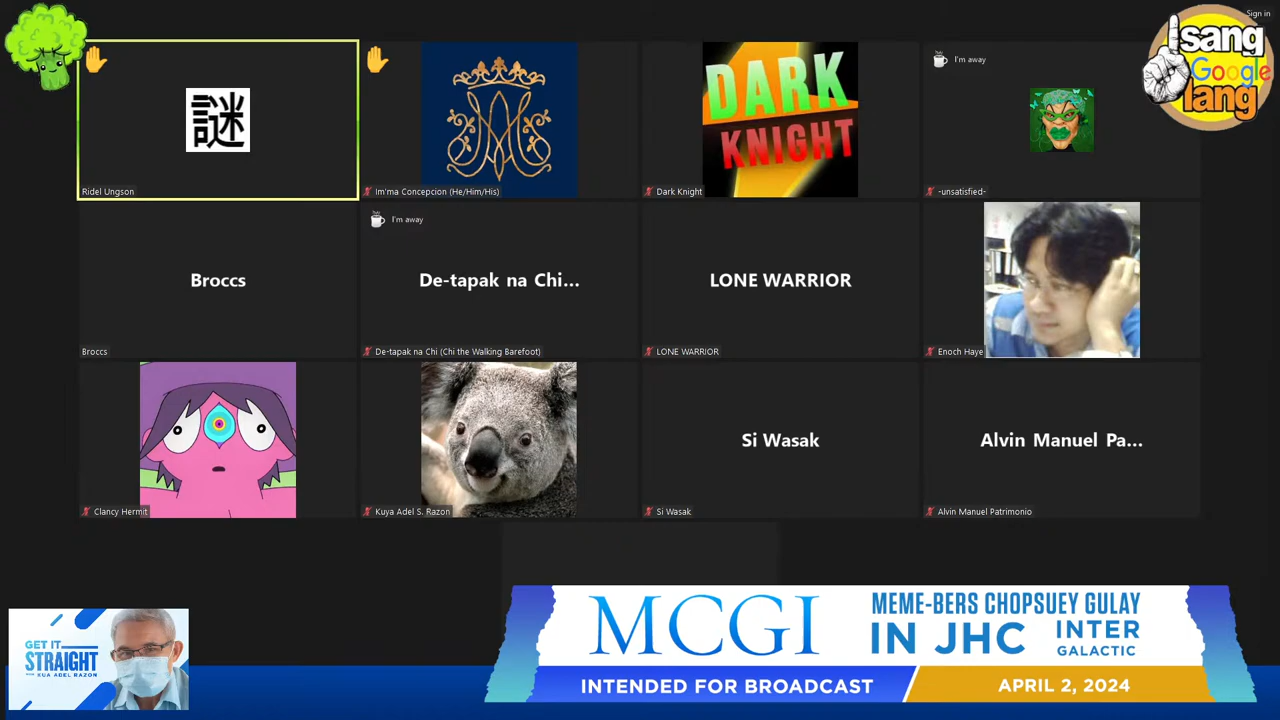 Sign in
I'm away
isang
Google
lang
謎
DARK
KNIGHT
Ridel Ungson
Im'ma Concepcion (He/Him/His)
Dark Knight
-unsatisfied-
I'm away
Broccs
De-tapak na Chi...
LONE WARRIOR
Broccs
De-tapak na Chi (Chi the Walking Barefoot)
LONE WARRIOR
Enoch Haye
Si Wasak
Alvin Manuel Pa...
Clancy Hermit
Kuya Adel S. Razon
Si Wasak
Alvin Manuel Patrimonio
GET IT
STRAIGHT
KUA ADEL RAZON
MCGI
MEME-BERS CHOPSUEY GULAY
IN JHC
INTER
GALACTIC
INTENDED FOR BROADCAST
APRIL 2, 2024